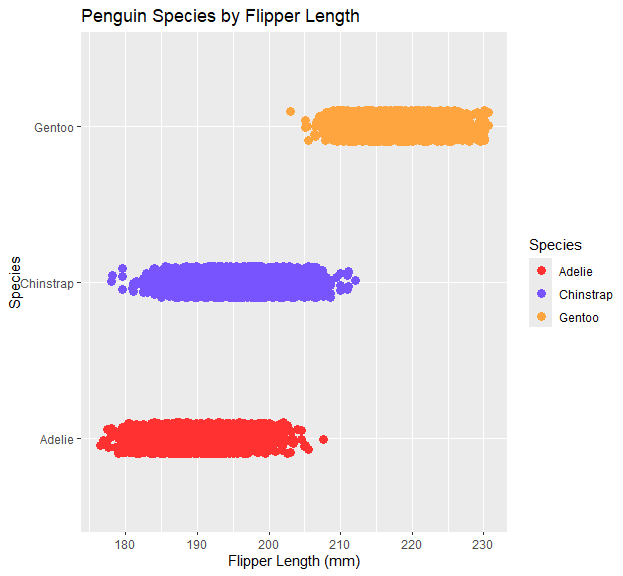 Penguin Species by Flipper Length
Gentoo
Chinstrap
Adelie
Species
180 190 200 210 220 230
Flipper Length (mm)
Species
Adelie
Chinstrap
Gentoo